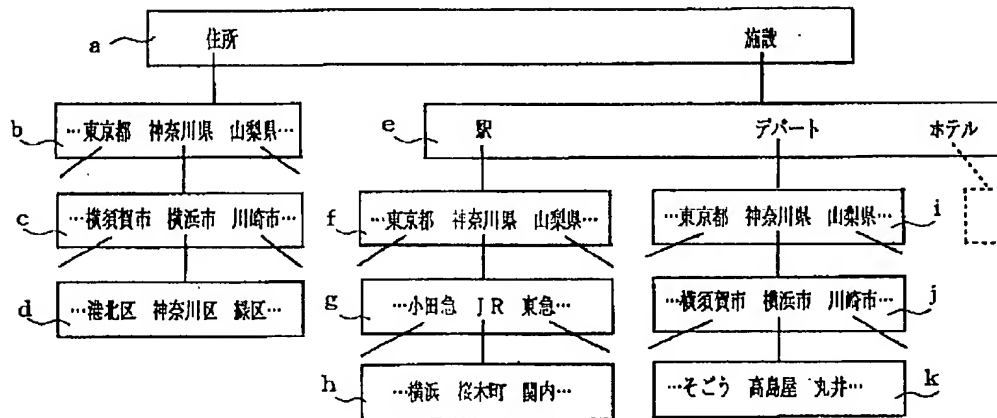 a 住所 施設
b …東京都 神奈川県 山梨県…
e 駅 デパート ホテル
c …横須賀市 横浜市 川崎市…
f …東京都 神奈川県 山梨県…
…東京都 神奈川県 山梨県… i
d …港北区 神奈川区 緑区…
g …小田急 JR 東急…
…横須賀市 横浜市 川崎市… j
h …横浜 桜木町 関内…
…そごう 高島屋 丸井… k